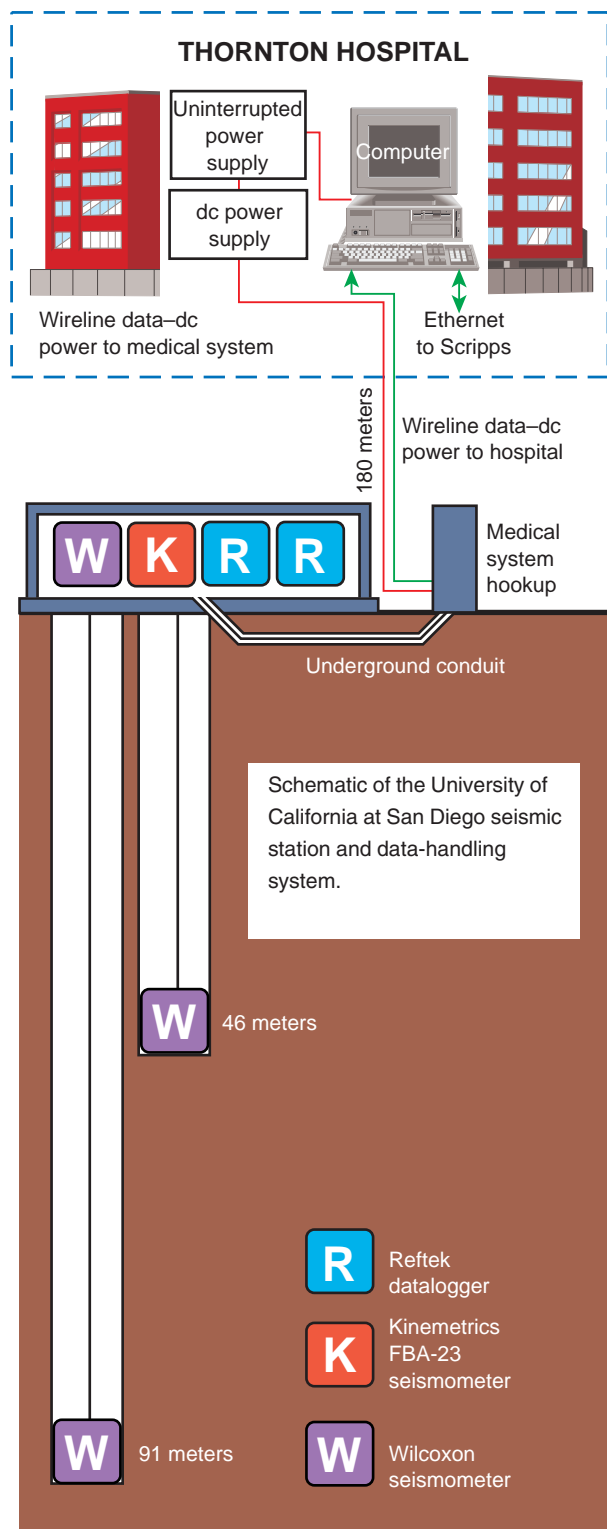 THORNTON HOSPITAL
Uninterrupted
power
supply
Computer
dc power
supply
Wireline data–dc
power to medical system
Ethernet
to Scripps
180 meters
Wireline data–dc
power to hospital
W K R R
Medical
system
hookup
Underground conduit
Schematic of the University of
California at San Diego seismic
station and data-handling
system.
W
46 meters
R
Reftek
datalogger
K
Kinemetrics
FBA-23
seismometer
W
91 meters
W
Wilcoxon
seismometer